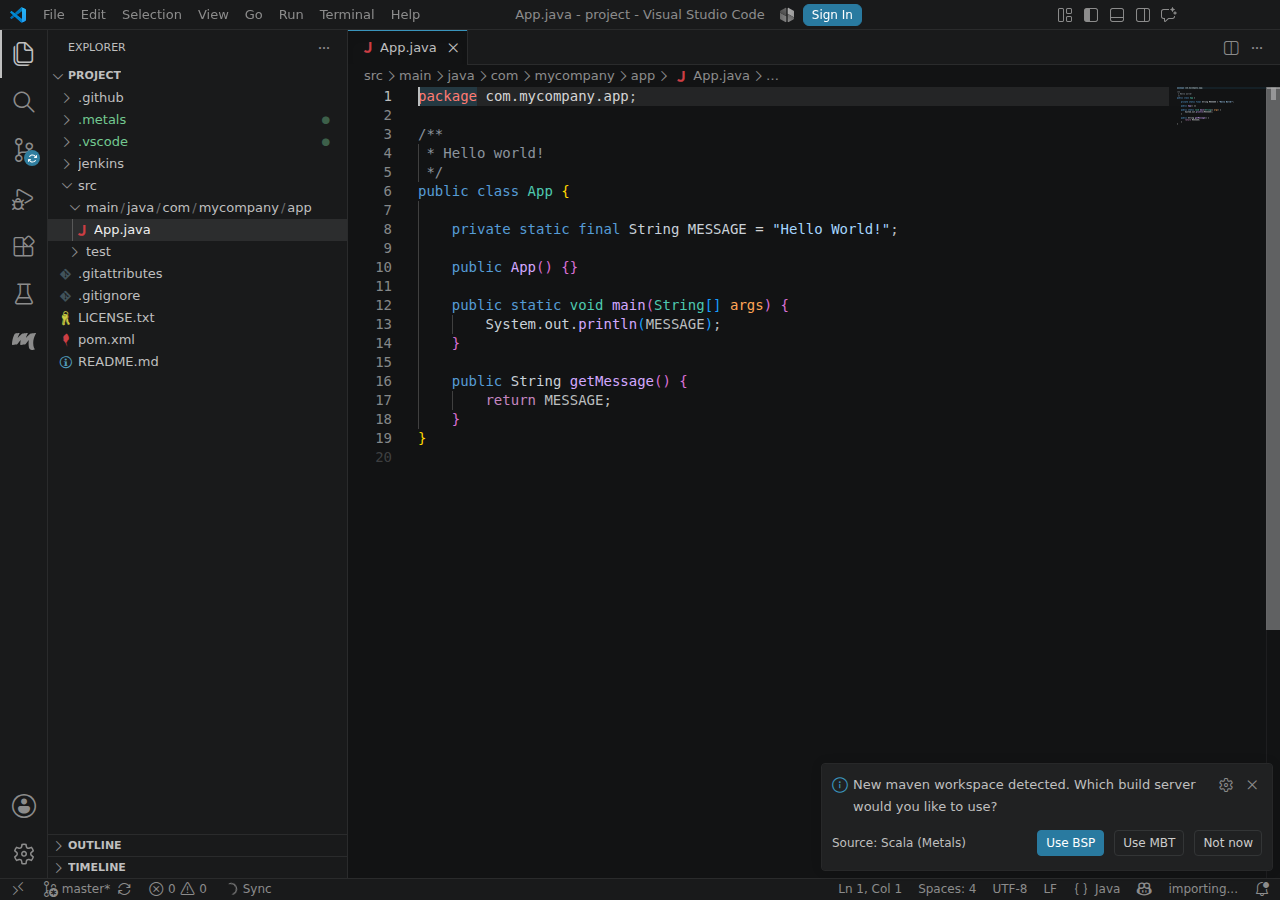 File Edit Selection View Go Run Terminal Help App.java - project - Visual Studio Code Sign In
EXPLORER
PROJECT
.github
.metals
.vscode
jenkins
src
main/java/com/mycompany/app
App.java
test
.gitattributes
.gitignore
LICENSE.txt
pom.xml
README.md
OUTLINE
TIMELINE
App.java
src > main > java > com > mycompany > app > App.java > ...
1 package com.mycompany.app;
2
3 /**
4  * Hello world!
5  */
6 public class App {
7
8     private static final String MESSAGE = "Hello World!";
9
10     public App() {}
11
12     public static void main(String[] args) {
13         System.out.println(MESSAGE);
14     }
15
16     public String getMessage() {
17         return MESSAGE;
18     }
19 }
20
New maven workspace detected. Which build server
would you like to use?
Source: Scala (Metals) Use BSP Use MBT Not now
master* 0 0 Sync Ln 1, Col 1 Spaces: 4 UTF-8 LF { } Java importing...